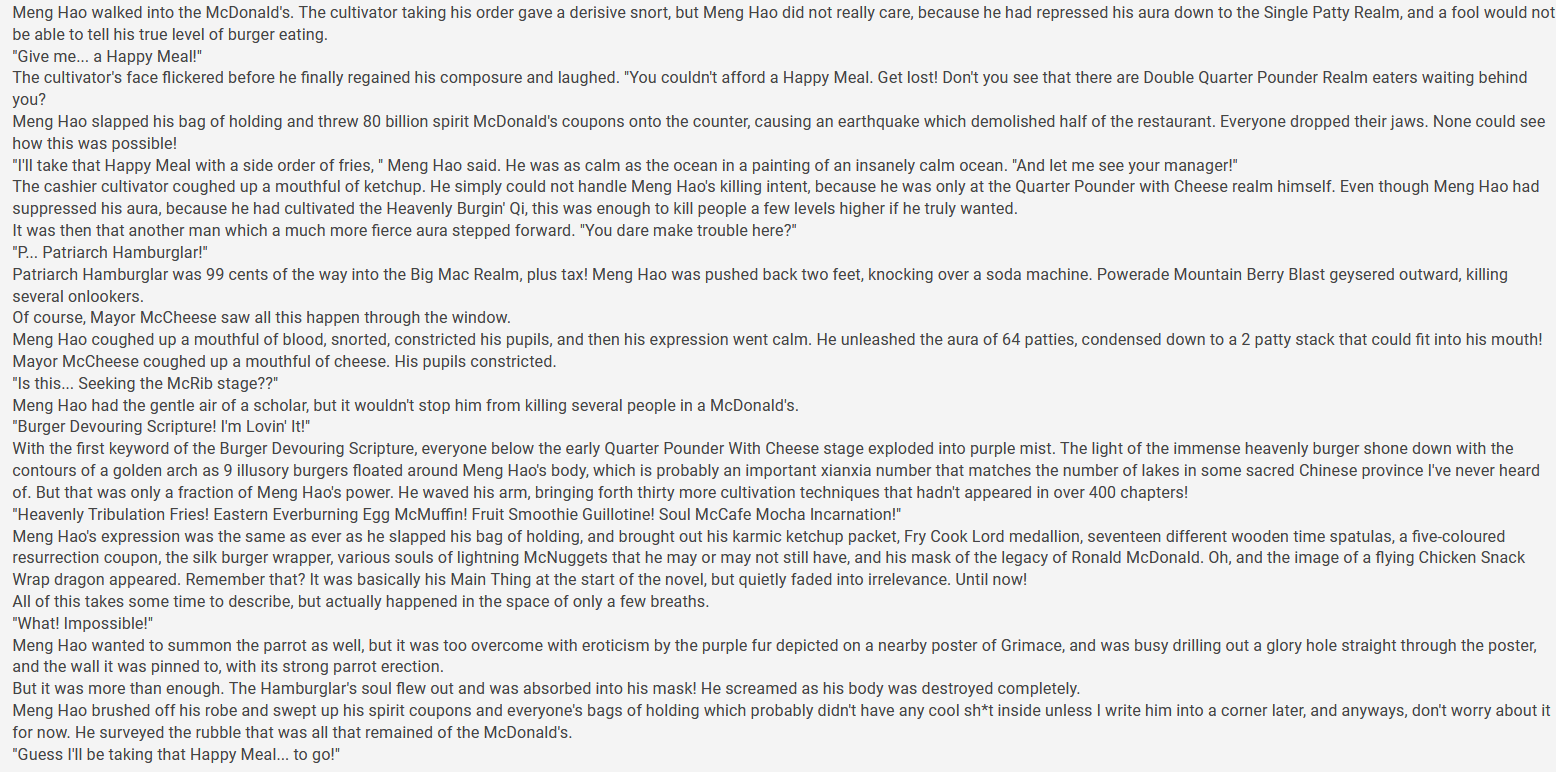 Meng Hao walked into the McDonald's. The cultivator taking his order gave a derisive snort, but Meng Hao did not really care, because he had repressed his aura down to the Single Patty Realm, and a fool would not
be able to tell his true level of burger eating.
"Give me... a Happy Meal!"
The cultivator's face flickered before he finally regained his composure and laughed. "You couldn't afford a Happy Meal. Get lost! Don't you see that there are Double Quarter Pounder Realm eaters waiting behind
you?
Meng Hao slapped his bag of holding and threw 80 billion spirit McDonald's coupons onto the counter, causing an earthquake which demolished half of the restaurant. Everyone dropped their jaws. None could see
how this was possible!
"I'll take that Happy Meal with a side order of fries, " Meng Hao said. He was as calm as the ocean in a painting of an insanely calm ocean. "And let me see your manager!"
The cashier cultivator coughed up a mouthful of ketchup. He simply could not handle Meng Hao's killing intent, because he was only at the Quarter Pounder with Cheese realm himself. Even though Meng Hao had
suppressed his aura, because he had cultivated the Heavenly Burgin' Qi, this was enough to kill people a few levels higher if he truly wanted.
It was then that another man which a much more fierce aura stepped forward. "You dare make trouble here?"
"P... Patriarch Hamburglar!"
Patriarch Hamburglar was 99 cents of the way into the Big Mac Realm, plus tax! Meng Hao was pushed back two feet, knocking over a soda machine. Powerade Mountain Berry Blast geysered outward, killing
several onlookers.
Of course, Mayor McCheese saw all this happen through the window.
Meng Hao coughed up a mouthful of blood, snorted, constricted his pupils, and then his expression went calm. He unleashed the aura of 64 patties, condensed down to a 2 patty stack that could fit into his mouth!
Mayor McCheese coughed up a mouthful of cheese. His pupils constricted.
"Is this... Seeking the McRib stage??"
Meng Hao had the gentle air of a scholar, but it wouldn't stop him from killing several people in a McDonald's.
"Burger Devouring Scripture! I'm Lovin' It!"
With the first keyword of the Burger Devouring Scripture, everyone below the early Quarter Pounder With Cheese stage exploded into purple mist. The light of the immense heavenly burger shone down with the
contours of a golden arch as 9 illusory burgers floated around Meng Hao's body, which is probably an important xianxia number that matches the number of lakes in some sacred Chinese province I've never heard
of. But that was only a fraction of Meng Hao's power. He waved his arm, bringing forth thirty more cultivation techniques that hadn't appeared in over 400 chapters!
"Heavenly Tribulation Fries! Eastern Everburning Egg McMuffin! Fruit Smoothie Guillotine! Soul McCafe Mocha Incarnation!"
Meng Hao's expression was the same as ever as he slapped his bag of holding, and brought out his karmic ketchup packet, Fry Cook Lord medallion, seventeen different wooden time spatulas, a five-coloured
resurrection coupon, the silk burger wrapper, various souls of lightning McNuggets that he may or may not still have, and his mask of the legacy of Ronald McDonald. Oh, and the image of a flying Chicken Snack
Wrap dragon appeared. Remember that? It was basically his Main Thing at the start of the novel, but quietly faded into irrelevance. Until now!
All of this takes some time to describe, but actually happened in the space of only a few breaths.
"What! Impossible!"
Meng Hao wanted to summon the parrot as well, but it was too overcome with eroticism by the purple fur depicted on a nearby poster of Grimace, and was busy drilling out a glory hole straight through the poster,
and the wall it was pinned to, with its strong parrot erection.
But it was more than enough. The Hamburglar's soul flew out and was absorbed into his mask! He screamed as his body was destroyed completely.
Meng Hao brushed off his robe and swept up his spirit coupons and everyone's bags of holding which probably didn't have any cool sh*t inside unless I write him into a corner later, and anyways, don't worry about it
for now. He surveyed the rubble that was all that remained of the McDonald's.
"Guess I'll be taking that Happy Meal... to go!"